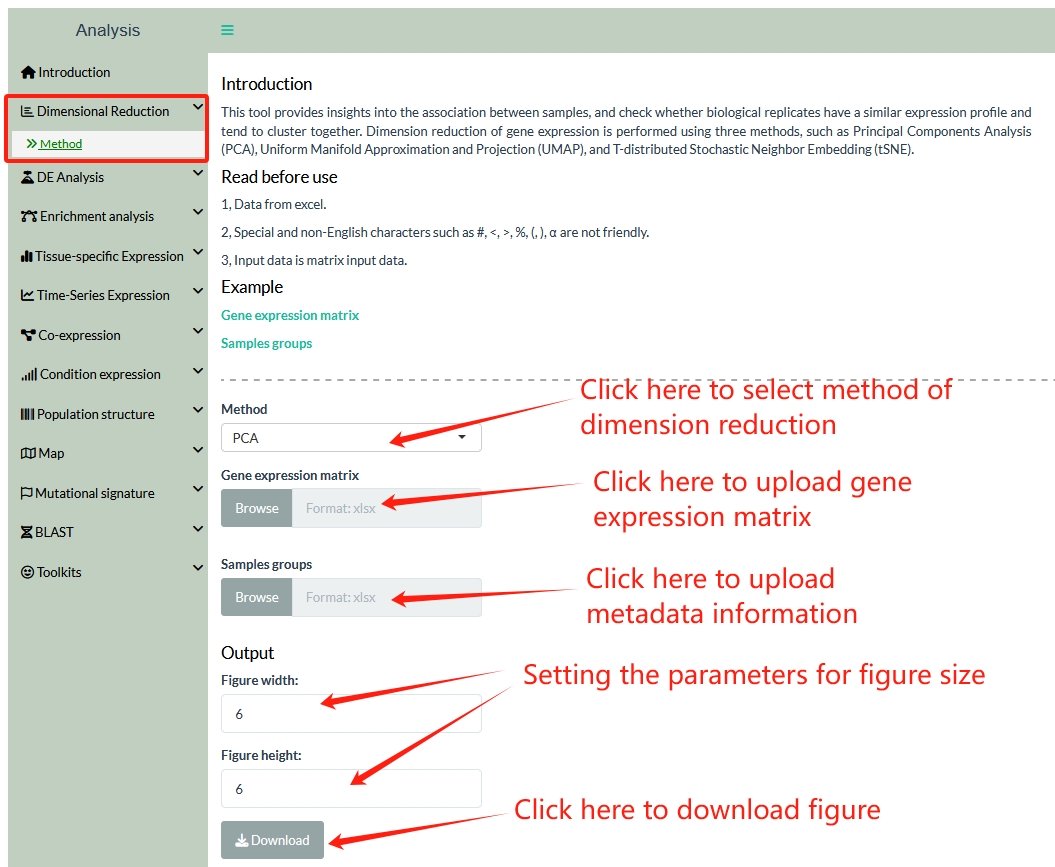 Analysis
Introduction
Dimensional Reduction
Method
DE Analysis
Enrichment analysis
Tissue-specific Expression
Time-Series Expression
Co-expression
Condition expression
Population structure
Map
Mutational signature
BLAST
Toolkits
Introduction
This tool provides insights into the association between samples, and check whether biological replicates have a similar expression profile and
tend to cluster together. Dimension reduction of gene expression is performed using three methods, such as Principal Components Analysis
(PCA), Uniform Manifold Approximation and Projection (UMAP), and T-distributed Stochastic Neighbor Embedding (tSNE).
Read before use
1, Data from excel.
2, Special and non-English characters such as #, <, >, %, (, ), α are not friendly.
3, Input data is matrix input data.
Example
Gene expression matrix
Samples groups
Click here to select method of
dimension reduction
Method
PCA
Gene expression matrix
Browse Format: xlsx
Click here to upload gene
expression matrix
Samples groups
Browse Format: xlsx
Click here to upload
metadata information
Output
Figure width:
6
Setting the parameters for figure size
Figure height:
6
Click here to download figure
Download